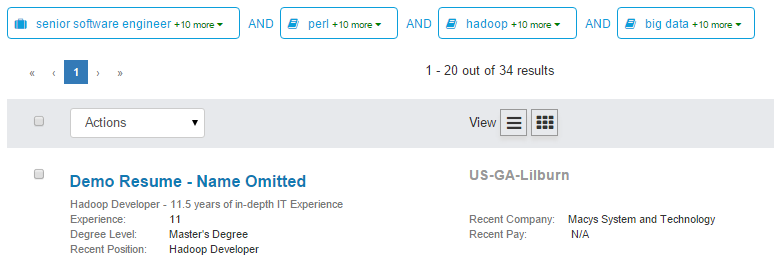 senior software engineer +10 more AND perl +10 more AND hadoop +10 more AND big data +10 more
« ‹ 1 › » 1 - 20 out of 34 results
Actions View
Demo Resume - Name Omitted US-GA-Lilburn
Hadoop Developer - 11.5 years of in-depth IT Experience
Experience: 11 Recent Company: Macys System and Technology
Degree Level: Master's Degree Recent Pay: N/A
Recent Position: Hadoop Developer